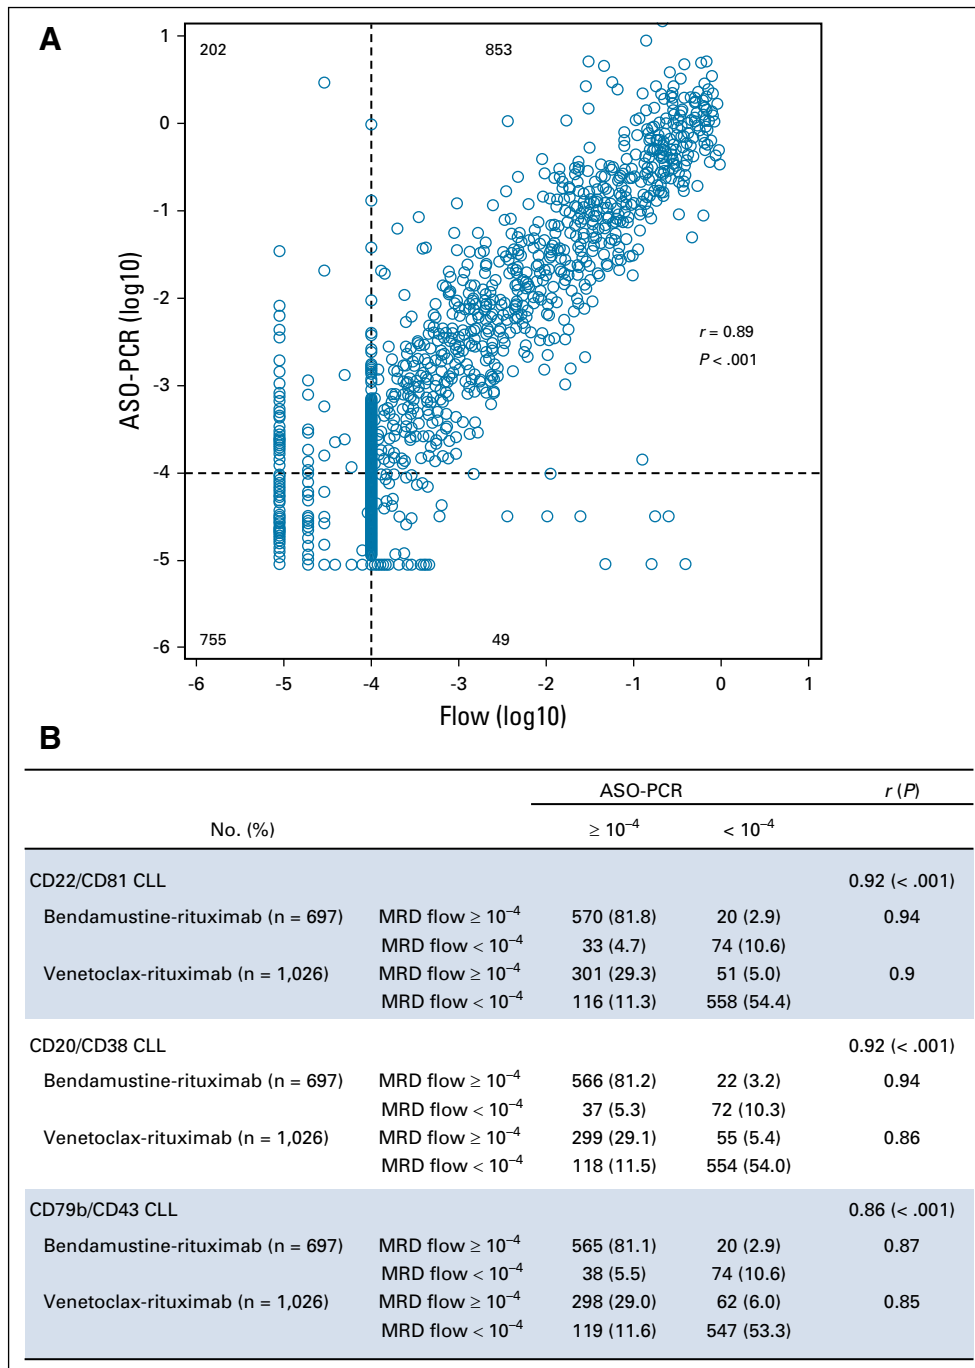 A
202
853
1
0
-1
-2
-3
-4
-5
-6
ASO-PCR (log10)
r = 0.89
P < .001
755
49
-6 -5 -4 -3 -2 -1 0 1
Flow (log10)
B
ASO-PCR r (P)
No. (%) ≥ 10⁻⁴ < 10⁻⁴
CD22/CD81 CLL 0.92 (< .001)
Bendamustine-rituximab (n = 697) MRD flow ≥ 10⁻⁴ 570 (81.8) 20 (2.9) 0.94
MRD flow < 10⁻⁴ 33 (4.7) 74 (10.6)
Venetoclax-rituximab (n = 1,026) MRD flow ≥ 10⁻⁴ 301 (29.3) 51 (5.0) 0.9
MRD flow < 10⁻⁴ 116 (11.3) 558 (54.4)
CD20/CD38 CLL 0.92 (< .001)
Bendamustine-rituximab (n = 697) MRD flow ≥ 10⁻⁴ 566 (81.2) 22 (3.2) 0.94
MRD flow < 10⁻⁴ 37 (5.3) 72 (10.3)
Venetoclax-rituximab (n = 1,026) MRD flow ≥ 10⁻⁴ 299 (29.1) 55 (5.4) 0.86
MRD flow < 10⁻⁴ 118 (11.5) 554 (54.0)
CD79b/CD43 CLL 0.86 (< .001)
Bendamustine-rituximab (n = 697) MRD flow ≥ 10⁻⁴ 565 (81.1) 20 (2.9) 0.87
MRD flow < 10⁻⁴ 38 (5.5) 74 (10.6)
Venetoclax-rituximab (n = 1,026) MRD flow ≥ 10⁻⁴ 298 (29.0) 62 (6.0) 0.85
MRD flow < 10⁻⁴ 119 (11.6) 547 (53.3)